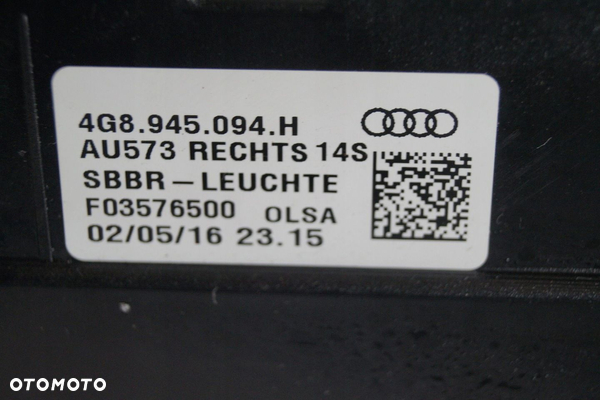 4G8.945.094.H
AU573 RECHTS 14S
SBBR-LEUCHTE
F03576500 OLSA
02/05/16 23.15
OTOMOTO